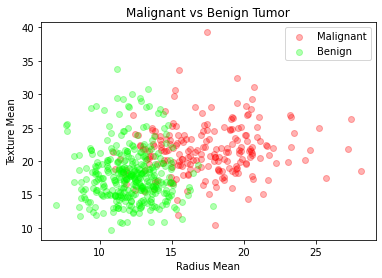 Malignant vs Benign Tumor
Malignant
Benign
Texture Mean
40
35
30
25
20
15
10
10
15
20
25
Radius Mean